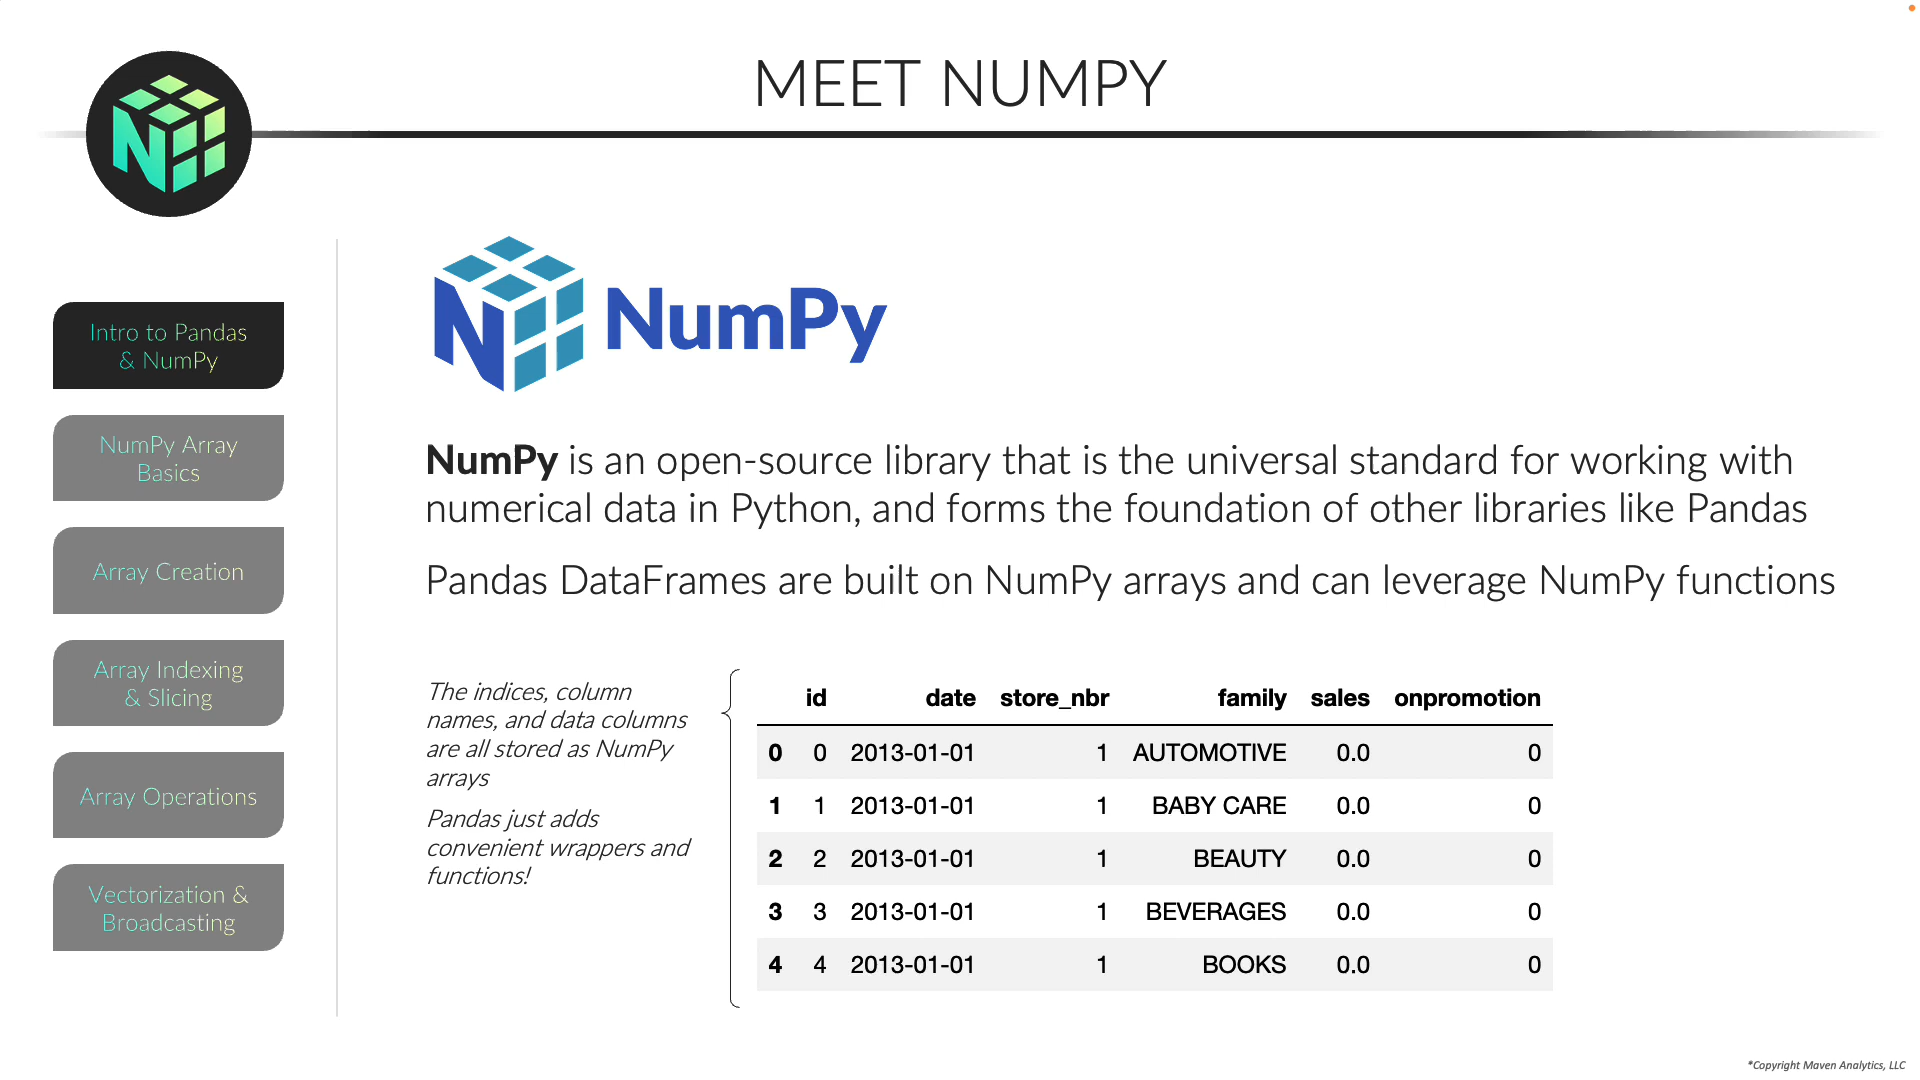 MEET NUMPY
Intro to Pandas
& NumPy
NumPy Array
Basics
Array Creation
Array Indexing
& Slicing
Array Operations
Vectorization &
Broadcasting
NumPy
NumPy is an open-source library that is the universal standard for working with
numerical data in Python, and forms the foundation of other libraries like Pandas
Pandas DataFrames are built on NumPy arrays and can leverage NumPy functions
The indices, column
names, and data columns
are all stored as NumPy
arrays
Pandas just adds
convenient wrappers and
functions!
id date store_nbr family sales onpromotion
0 0 2013-01-01 1 AUTOMOTIVE 0.0 0
1 1 2013-01-01 1 BABY CARE 0.0 0
2 2 2013-01-01 1 BEAUTY 0.0 0
3 3 2013-01-01 1 BEVERAGES 0.0 0
4 4 2013-01-01 1 BOOKS 0.0 0
*Copyright Maven Analytics, LLC